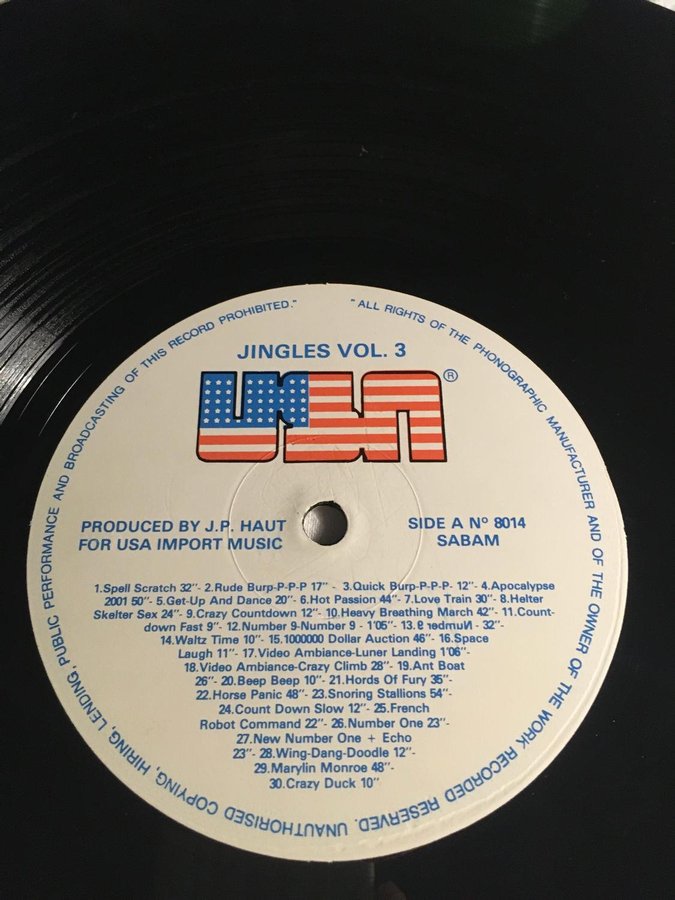 " ALL RIGHTS OF THE PHONOGRAPHIC MANUFACTURER AND OF THE OWNER OF THE WORK RECORDED RESERVED. UNAUTHORISED COPYING, HIRING, LENDING, PUBLIC PERFORMANCE AND BROADCASTING OF THIS RECORD PROHIBITED."
JINGLES VOL. 3
USA ®
PRODUCED BY J.P. HAUT
FOR USA IMPORT MUSIC
SIDE A Nº 8014
SABAM
1.Spell Scratch 32"- 2.Rude Burp-P-P-P 17" - 3.Quick Burp-P-P-P- 12"- 4.Apocalypse
2001 50"- 5.Get-Up And Dance 20"- 6.Hot Passion 44"- 7.Love Train 30"- 8.Helter
Skelter Sex 24"- 9.Crazy Countdown 12"- 10.Heavy Breathing March 42"- 11.Count-
down Fast 9"- 12.Number 9-Number 9 - 1'05"- 13.9 ɿɘdmuИ - 32"-
14.Waltz Time 10"- 15.1000000 Dollar Auction 46"- 16.Space
Laugh 11"- 17.Video Ambiance-Luner Landing 1'06"-
18.Video Ambiance-Crazy Climb 28"- 19.Ant Boat
26"- 20.Beep Beep 10"- 21.Hords Of Fury 35"-
22.Horse Panic 48"- 23.Snoring Stallions 54"-
24.Count Down Slow 12"- 25.French
Robot Command 22"- 26.Number One 23"-
27.New Number One + Echo
23"- 28.Wing-Dang-Doodle 12"-
29.Marylin Monroe 48"-
30.Crazy Duck 10"